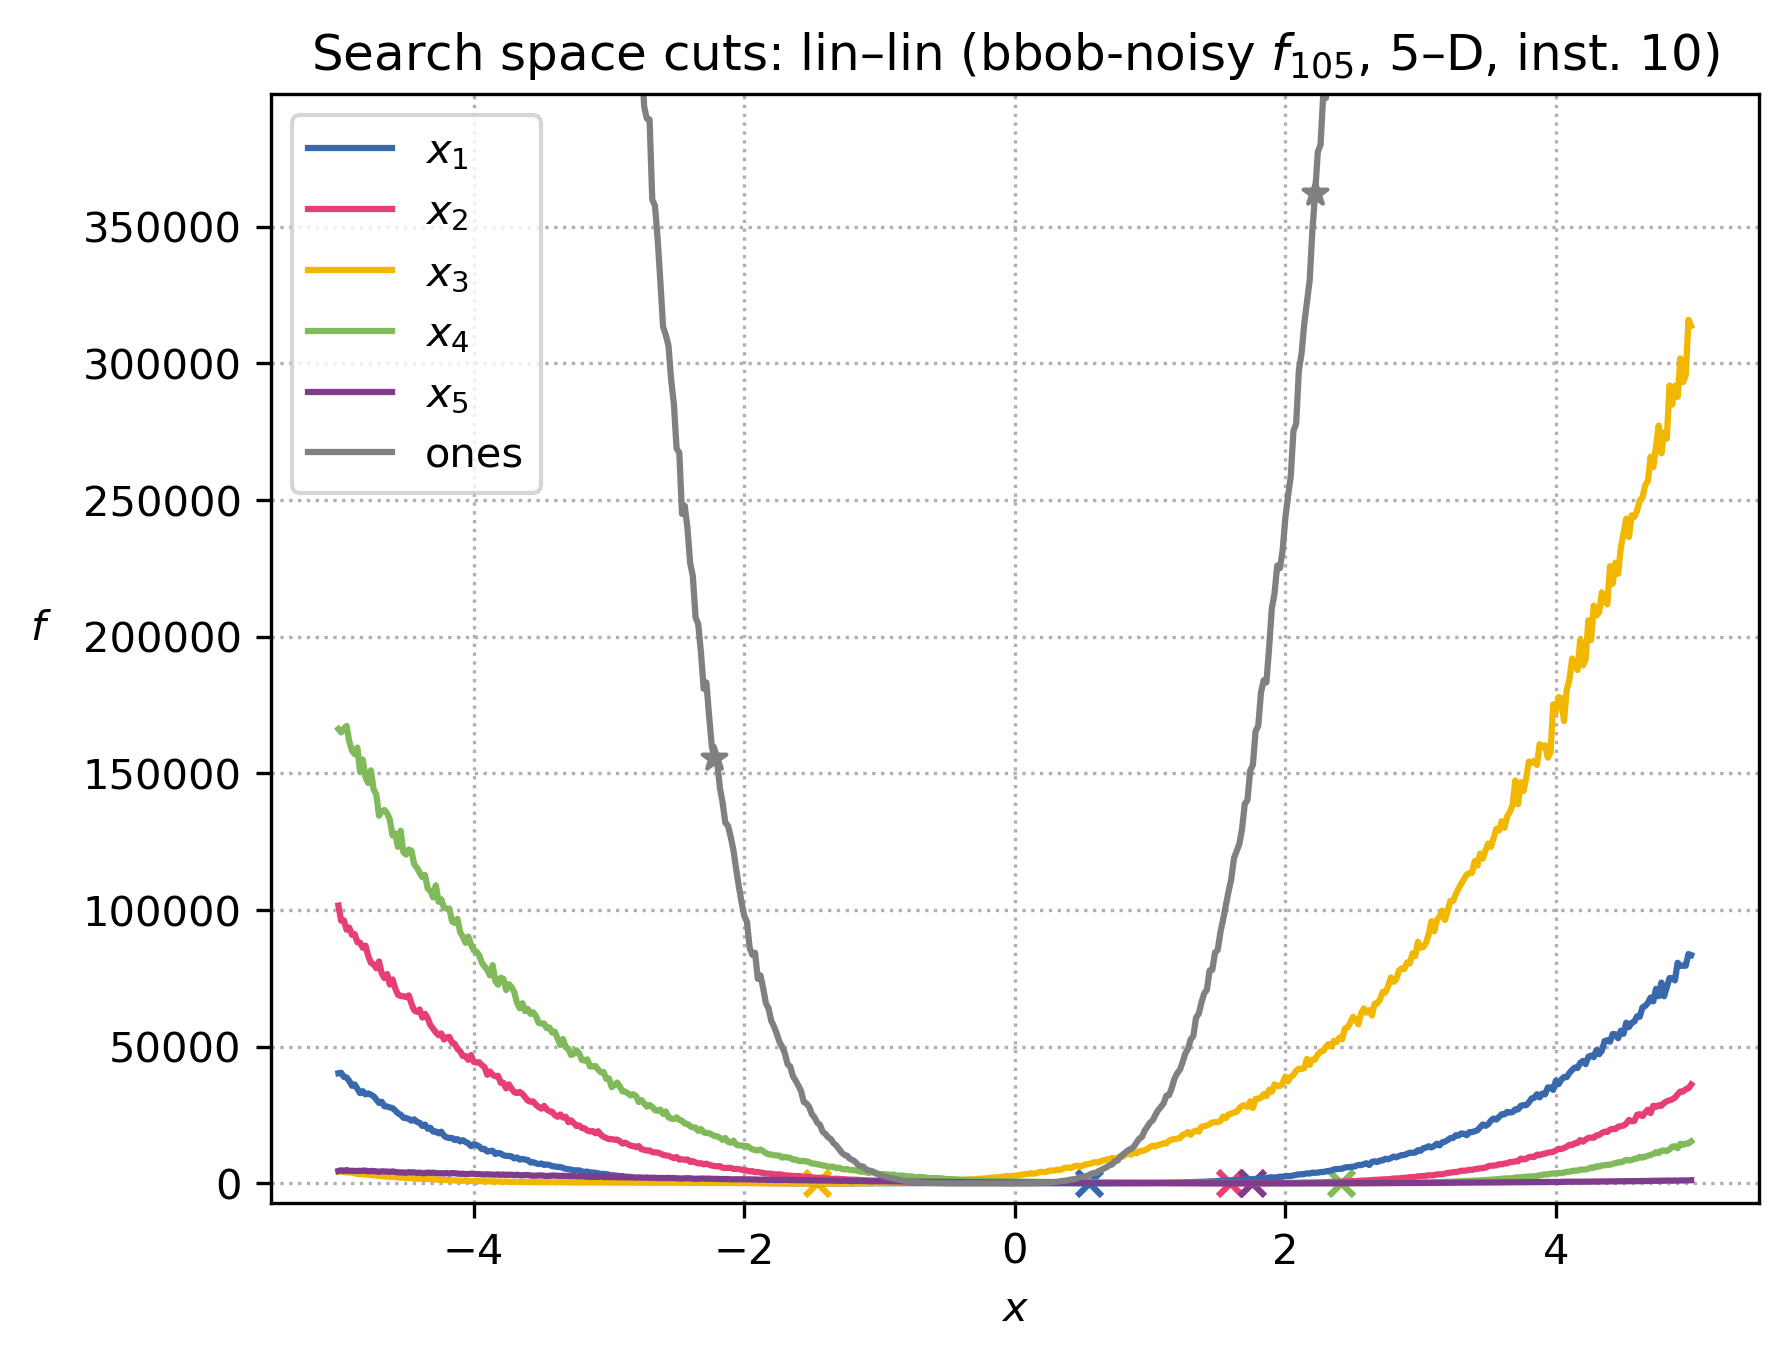 Search space cuts: lin–lin (bbob-noisy f₁₀₅, 5–D, inst. 10)
x₁
x₂
x₃
x₄
x₅
ones
350000
300000
250000
200000
150000
100000
50000
0
f
−4
−2
0
2
4
x